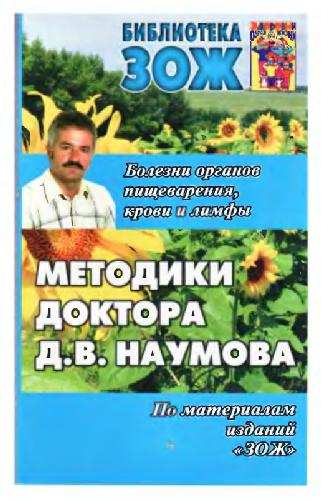 БИБЛИОТЕКА
ЗОЖ
Болезни органов
пищеварения,
крови и лимфы
МЕТОДИКИ
ДОКТОРА
Д.В. НАУМОВА
По материалам
изданий
«ЗОЖ»